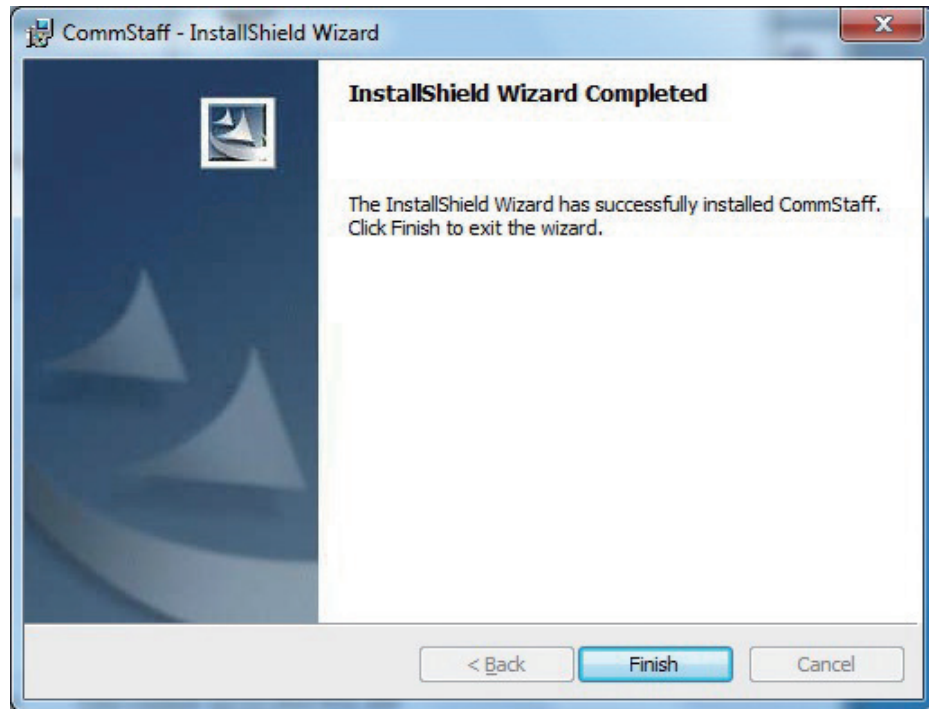 CommStaff - InstallShield Wizard
InstallShield Wizard Completed
The InstallShield Wizard has successfully installed CommStaff.
Click Finish to exit the wizard.
< Back Finish Cancel